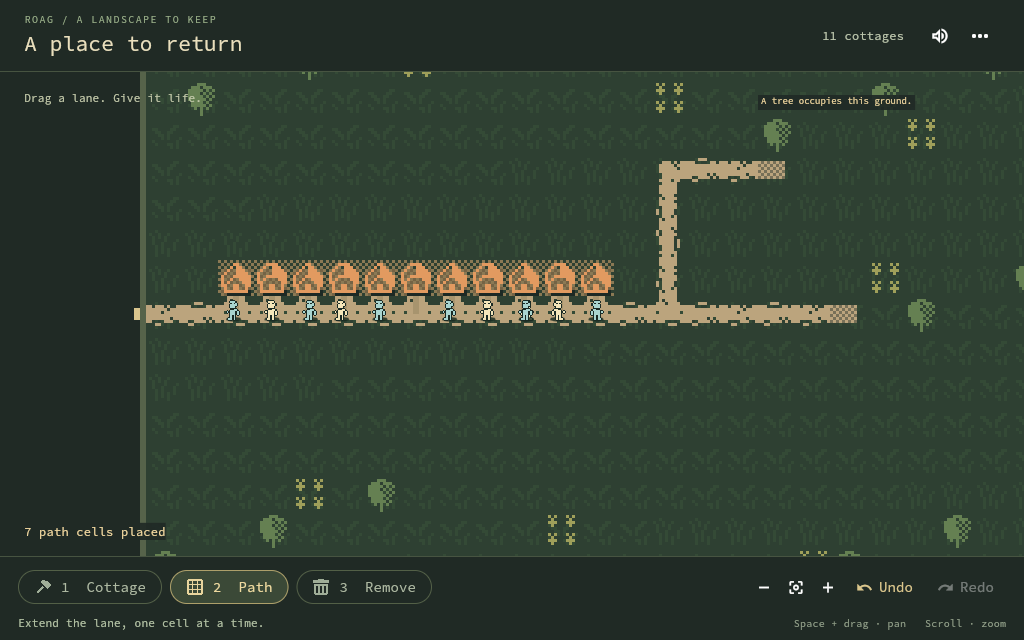 ROAG / A LANDSCAPE TO KEEP
A place to return
11 cottages
Drag a lane. Give it life.
A tree occupies this ground.
7 path cells placed
1 Cottage
2 Path
3 Remove
Undo
Redo
Extend the lane, one cell at a time.
Space + drag · pan
Scroll · zoom